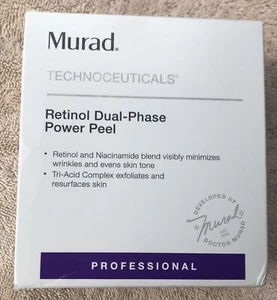 Murad.
TECHNOCEUTICALS®
Retinol Dual-Phase
Power Peel
• Retinol and Niacinamide blend visibly minimizes
wrinkles and evens skin tone
• Tri-Acid Complex exfoliates and
resurfaces skin
DEVELOPED BY
Murad
DOCTOR MURAD
PROFESSIONAL